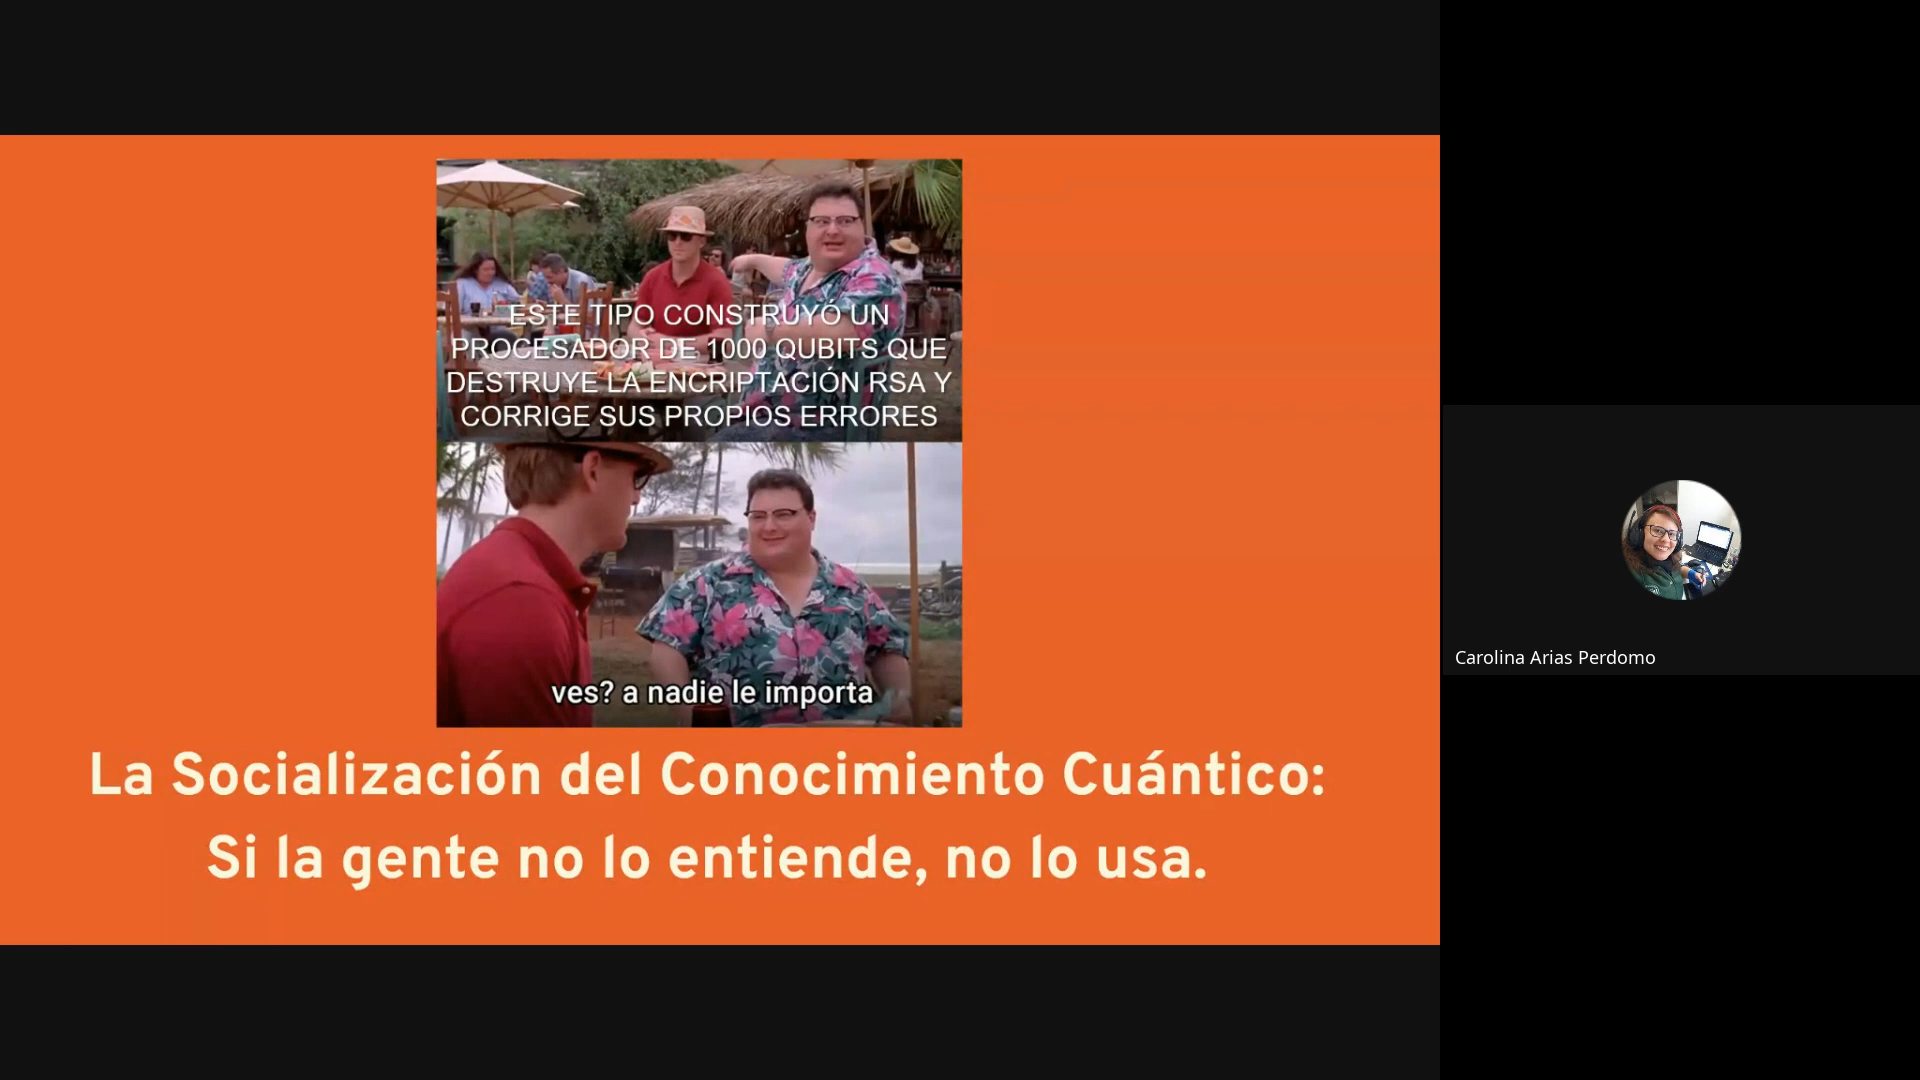 ESTE TIPO CONSTRUYÓ UN
PROCESADOR DE 1000 QUBITS QUE
DESTRUYE LA ENCRIPTACIÓN RSA Y
CORRIGE SUS PROPIOS ERRORES
ves? a nadie le importa
La Socialización del Conocimiento Cuántico:
Si la gente no lo entiende, no lo usa.
Carolina Arias Perdomo